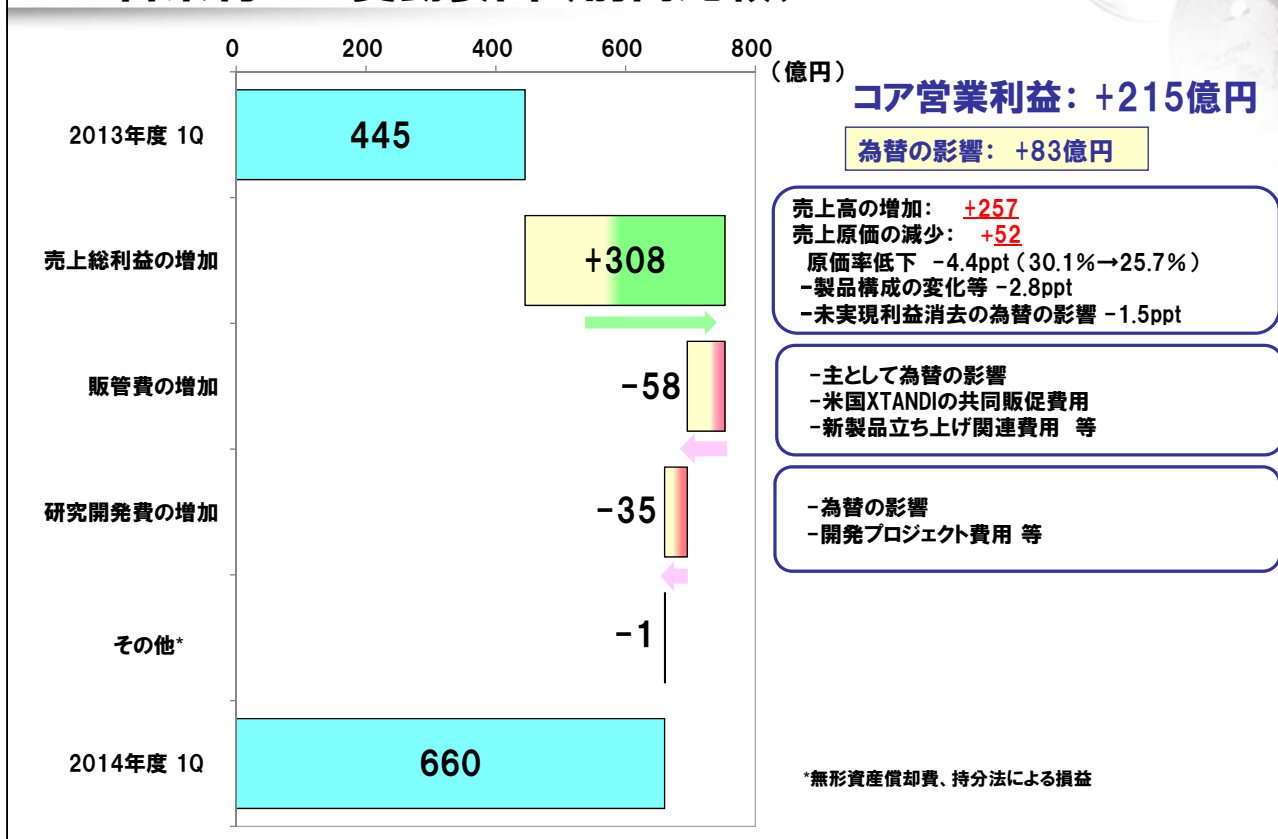 0 200 400 600 800
（億円）
コア営業利益： +215億円
為替の影響： +83億円
2013年度 1Q
445
売上総利益の増加
+308
売上高の増加： +257
売上原価の減少： +52
原価率低下 -4.4ppt（30.1%→25.7%）
-製品構成の変化等 -2.8ppt
-未実現利益消去の為替の影響 -1.5ppt
販管費の増加
-58
-主として為替の影響
-米国XTANDIの共同販促費用
-新製品立ち上げ関連費用 等
研究開発費の増加
-35
-為替の影響
-開発プロジェクト費用 等
その他*
-1
2014年度 1Q
660
*無形資産償却費、持分法による損益